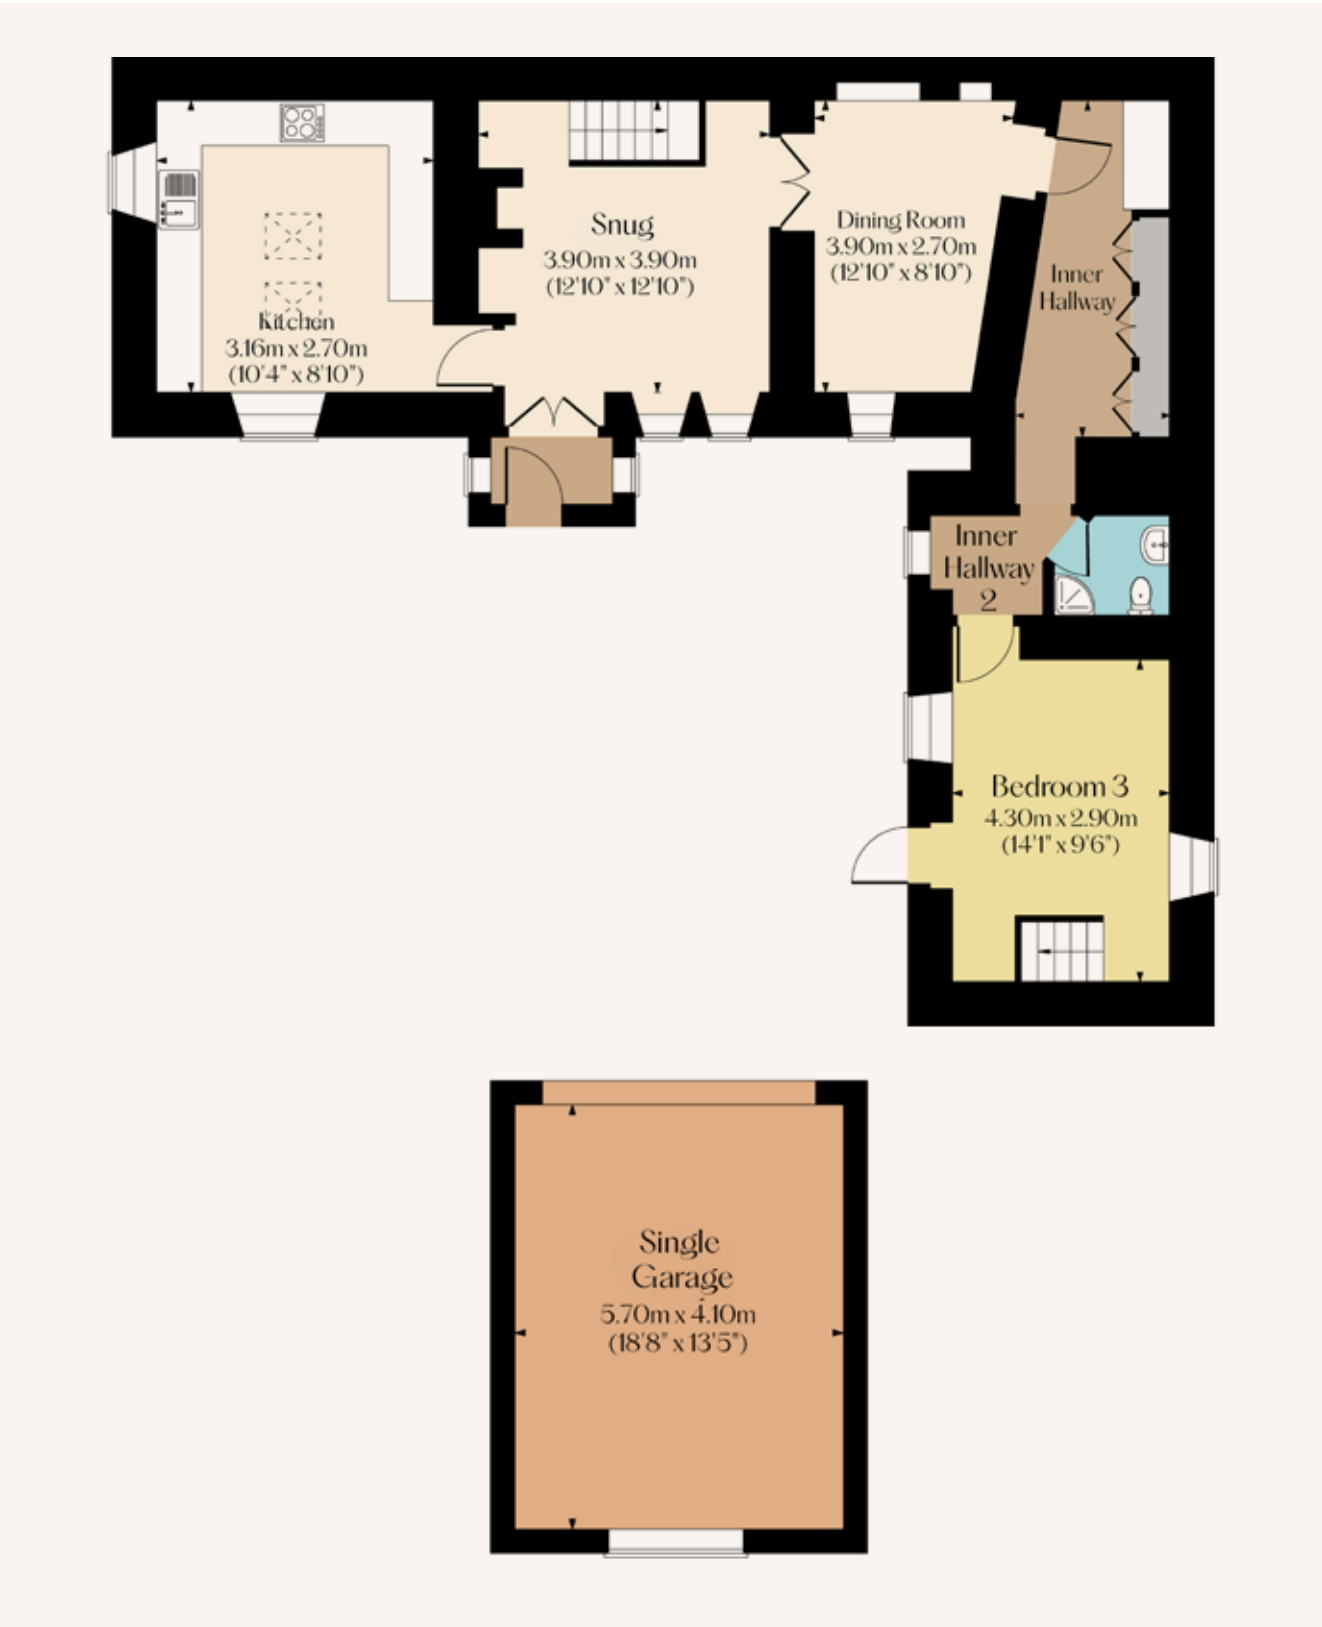 Kitchen
3.16m x 2.70m
(10'4" x 8'10")
Snug
3.90m x 3.90m
(12'10" x 12'10")
Dining Room
3.90m x 2.70m
(12'10" x 8'10")
Inner
Hallway
Inner
Hallway
2
Bedroom 3
4.30m x 2.90m
(14'1" x 9'6")
Single
Garage
5.70m x 4.10m
(18'8" x 13'5")